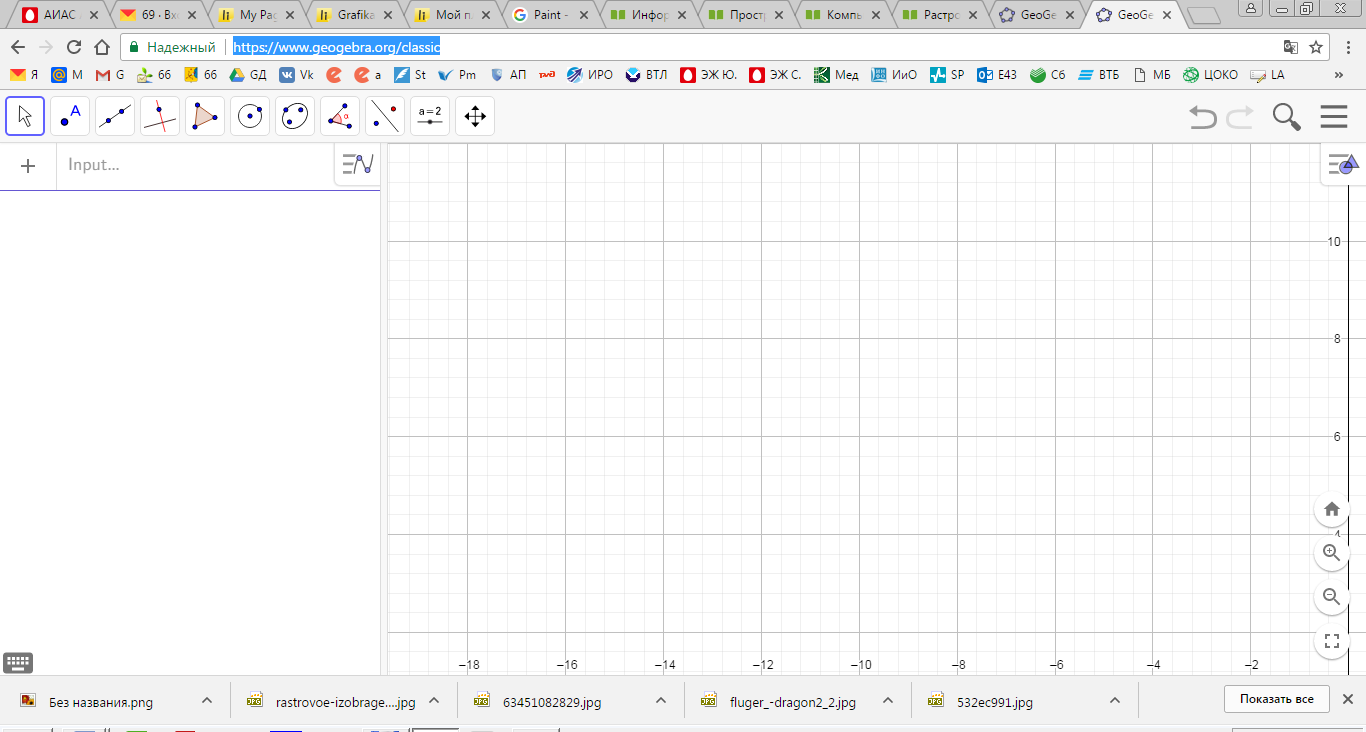 АИАС 69 · Вх My Pag Grafika Мой п Paint - Инфор Простр Компь Растро GeoGe GeoGe
Надежный https://www.geogebra.org/classic
Я M G 66 66 ГД Vk e a St Pm АП ИРО ВТЛ ЭЖ Ю. ЭЖ С. Мед ИиО SP E43 С6 ВТБ МБ ЦОКО LA »
A α a=2
+ Input...
10
8
6
4
−18 −16 −14 −12 −10 −8 −6 −4 −2
Без названия.png rastrovoe-izobrage....jpg 63451082829.jpg fluger_-dragon2_2.jpg 532ec991.jpg Показать все